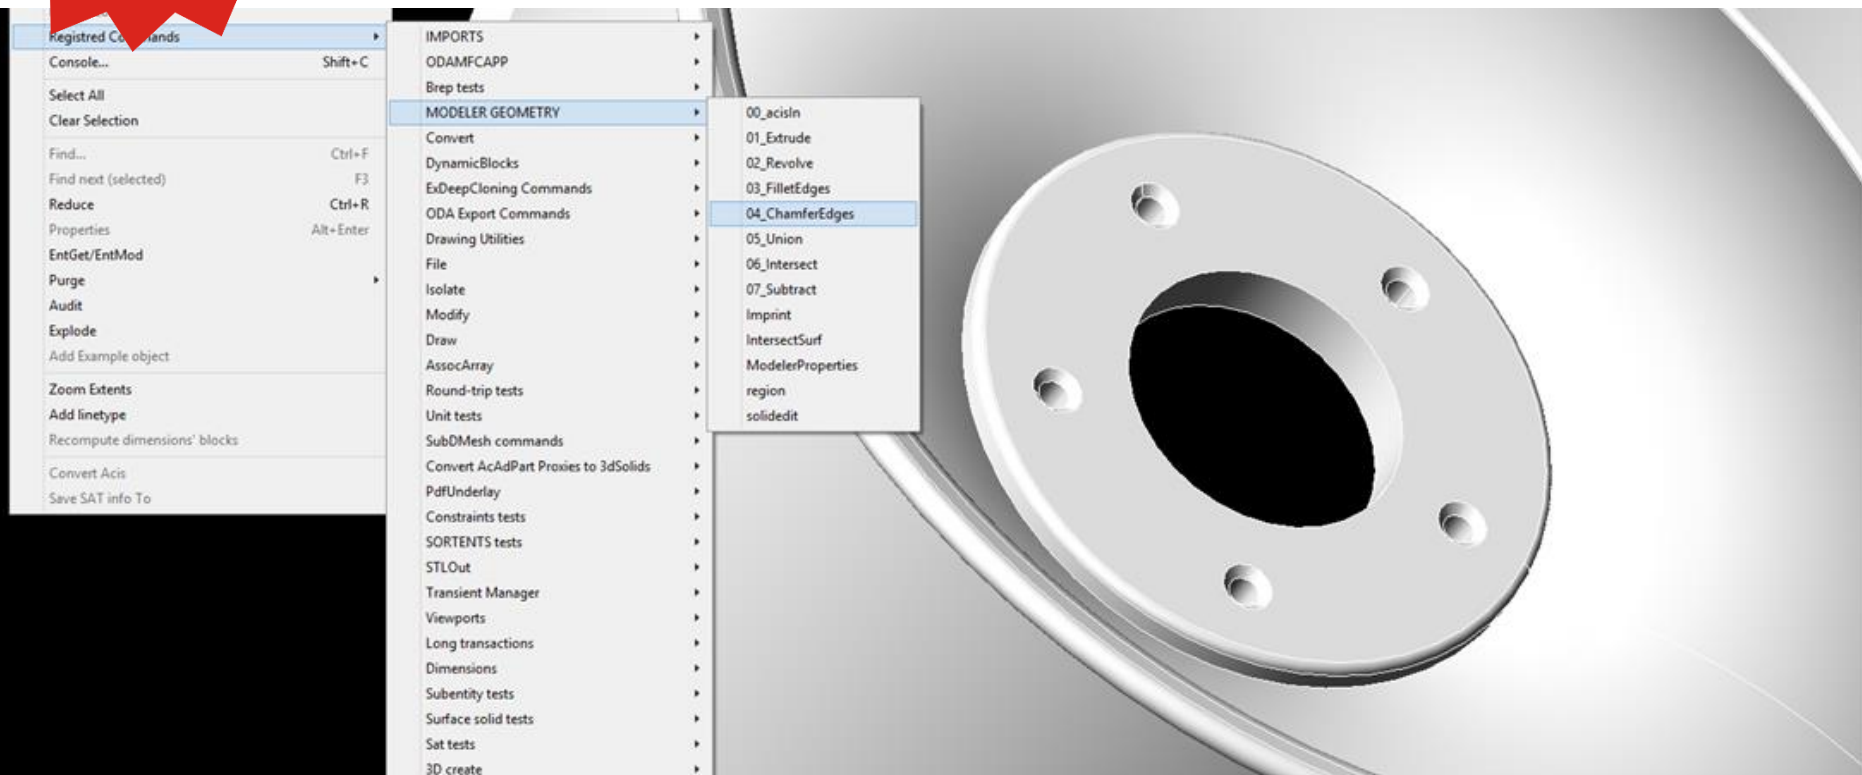 Registred Co ands
Console... Shift+C
Select All
Clear Selection
Find... Ctrl+F
Find next (selected) F3
Reduce Ctrl+R
Properties Alt+Enter
EntGet/EntMod
Purge
Audit
Explode
Add Example object
Zoom Extents
Add linetype
Recompute dimensions' blocks
Convert Acis
Save SAT info To
IMPORTS
ODAMFCAPP
Brep tests
MODELER GEOMETRY
Convert
DynamicBlocks
ExDeepCloning Commands
ODA Export Commands
Drawing Utilities
File
Isolate
Modify
Draw
AssocArray
Round-trip tests
Unit tests
SubDMesh commands
Convert AcAdPart Proxies to 3dSolids
PdfUnderlay
Constraints tests
SORTENTS tests
STLOut
Transient Manager
Viewports
Long transactions
Dimensions
Subentity tests
Surface solid tests
Sat tests
3D create
00_acisIn
01_Extrude
02_Revolve
03_FilletEdges
04_ChamferEdges
05_Union
06_Intersect
07_Subtract
Imprint
IntersectSurf
ModelerProperties
region
solidedit